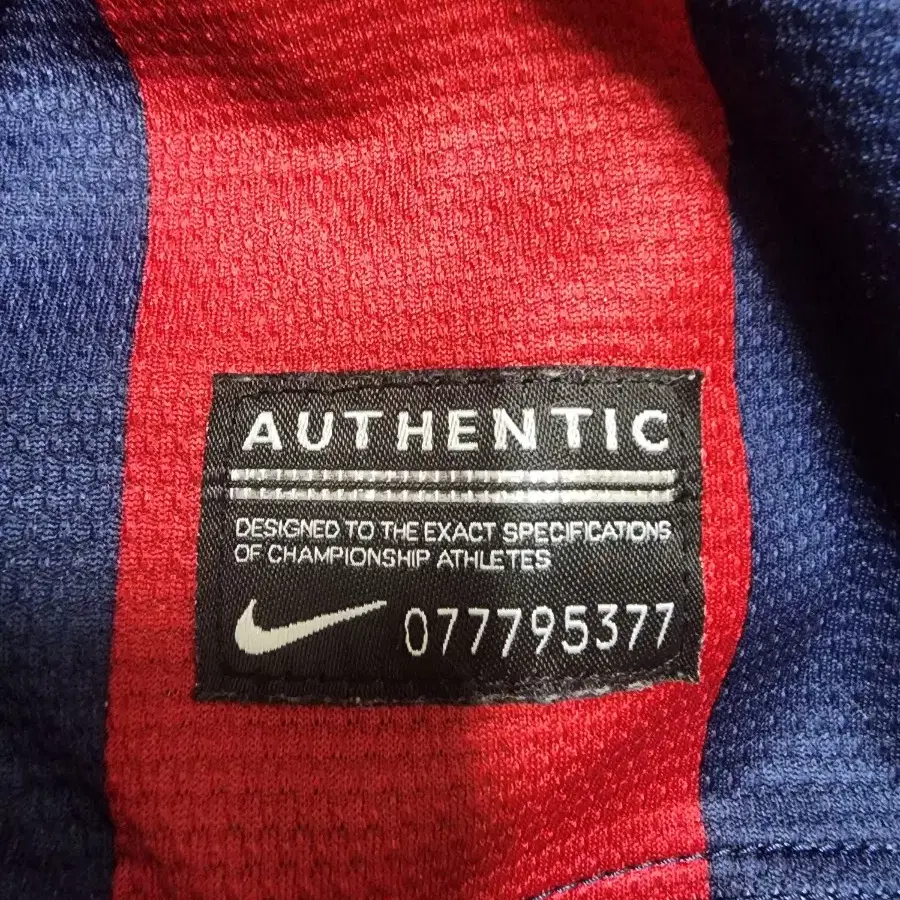 AUTHENTIC
DESIGNED TO THE EXACT SPECIFICATIONS
OF CHAMPIONSHIP ATHLETES
077795377